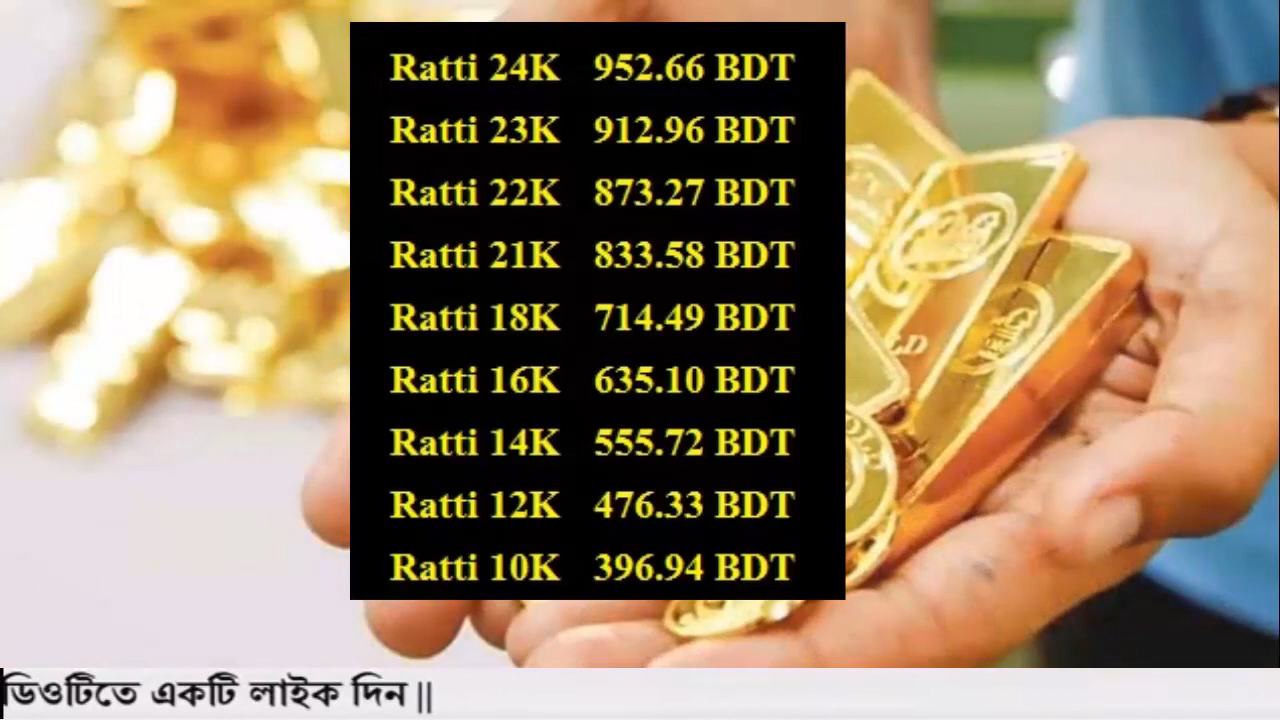 Ratti 24K 952.66 BDT
Ratti 23K 912.96 BDT
Ratti 22K 873.27 BDT
Ratti 21K 833.58 BDT
Ratti 18K 714.49 BDT
Ratti 16K 635.10 BDT
Ratti 14K 555.72 BDT
Ratti 12K 476.33 BDT
Ratti 10K 396.94 BDT
ডিওটিতে একটি লাইক দিন ||